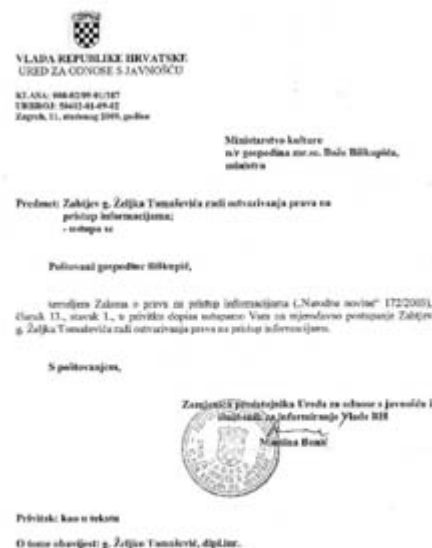 VLADA REPUBLIKE HRVATSKE
URED ZA ODNOSE S JAVNOŠĆU
KLASA:
URBROJ:
Zagreb, 11. studenog 2009. godine
Ministarstvo kulture
n/r gospodina mr.sc. Bože Biškupića,
ministra
Predmet: Zahtjev g. Željka Tomaševića radi ostvarivanja prava na
pristup informacijama;
- ustupa se
Poštovani gospodine Biškupić,
temeljem Zakona o pravu na pristup informacijama („Narodne novine" 172/2003),
članak 13., stavak 1., u privitku dopisa ustupamo Vam za mjerodavno postupanje Zahtjev
g. Željka Tomaševića radi ostvarivanja prava na pristup informacijama.
S poštovanjem,
Zamjenica predstojnika Ureda za odnose s javnošću i
službenik za informiranje Vlade RH
Privitak: kao u tekstu
O tome obavijest: g. Željko Tomašević, dipl.inr.